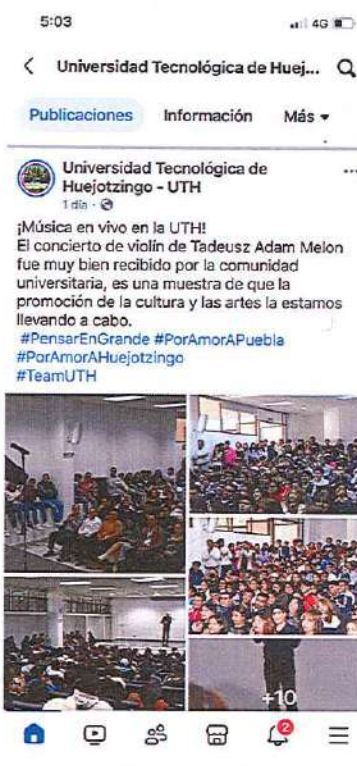 5:03
4G
Universidad Tecnológica de Huej...
Publicaciones Información Más
Universidad Tecnológica de
Huejotzingo - UTH
1 día ·
¡Música en vivo en la UTH!
El concierto de violín de Tadeusz Adam Melon
fue muy bien recibido por la comunidad
universitaria, es una muestra de que la
promoción de la cultura y las artes la estamos
llevando a cabo.
#PensarEnGrande #PorAmorAPuebla
#PorAmorAHuejotzingo
#TeamUTH
+10
2